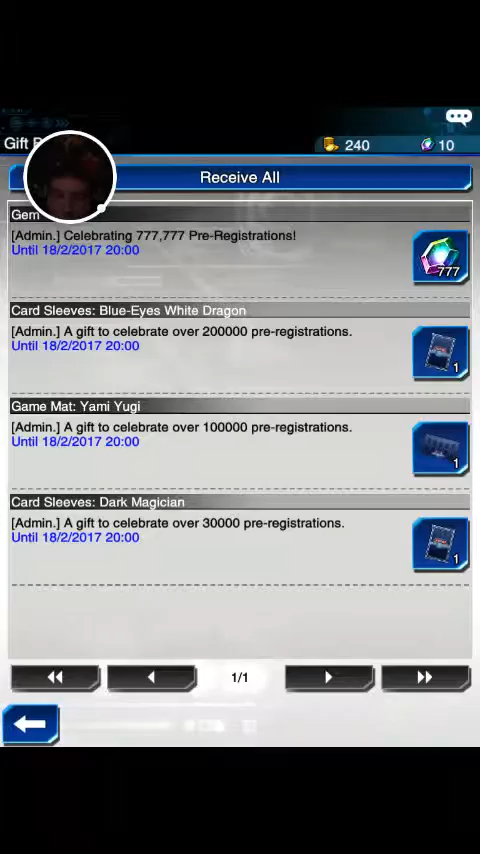 Gift
240
10
Receive All
Gem
[Admin.] Celebrating 777,777 Pre-Registrations!
Until 18/2/2017 20:00
777
Card Sleeves: Blue-Eyes White Dragon
[Admin.] A gift to celebrate over 200000 pre-registrations.
Until 18/2/2017 20:00
1
Game Mat: Yami Yugi
[Admin.] A gift to celebrate over 100000 pre-registrations.
Until 18/2/2017 20:00
1
Card Sleeves: Dark Magician
[Admin.] A gift to celebrate over 30000 pre-registrations.
Until 18/2/2017 20:00
1
1/1